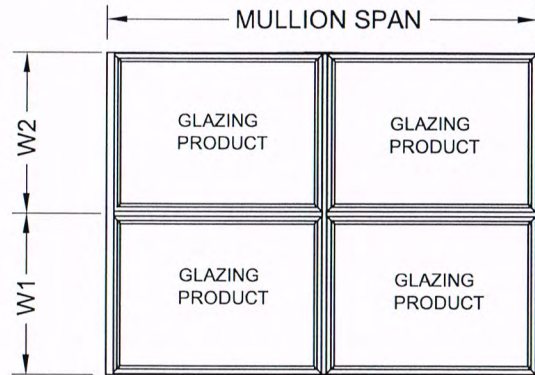 MULLION SPAN
W2
GLAZING
PRODUCT
GLAZING
PRODUCT
W1
GLAZING
PRODUCT
GLAZING
PRODUCT